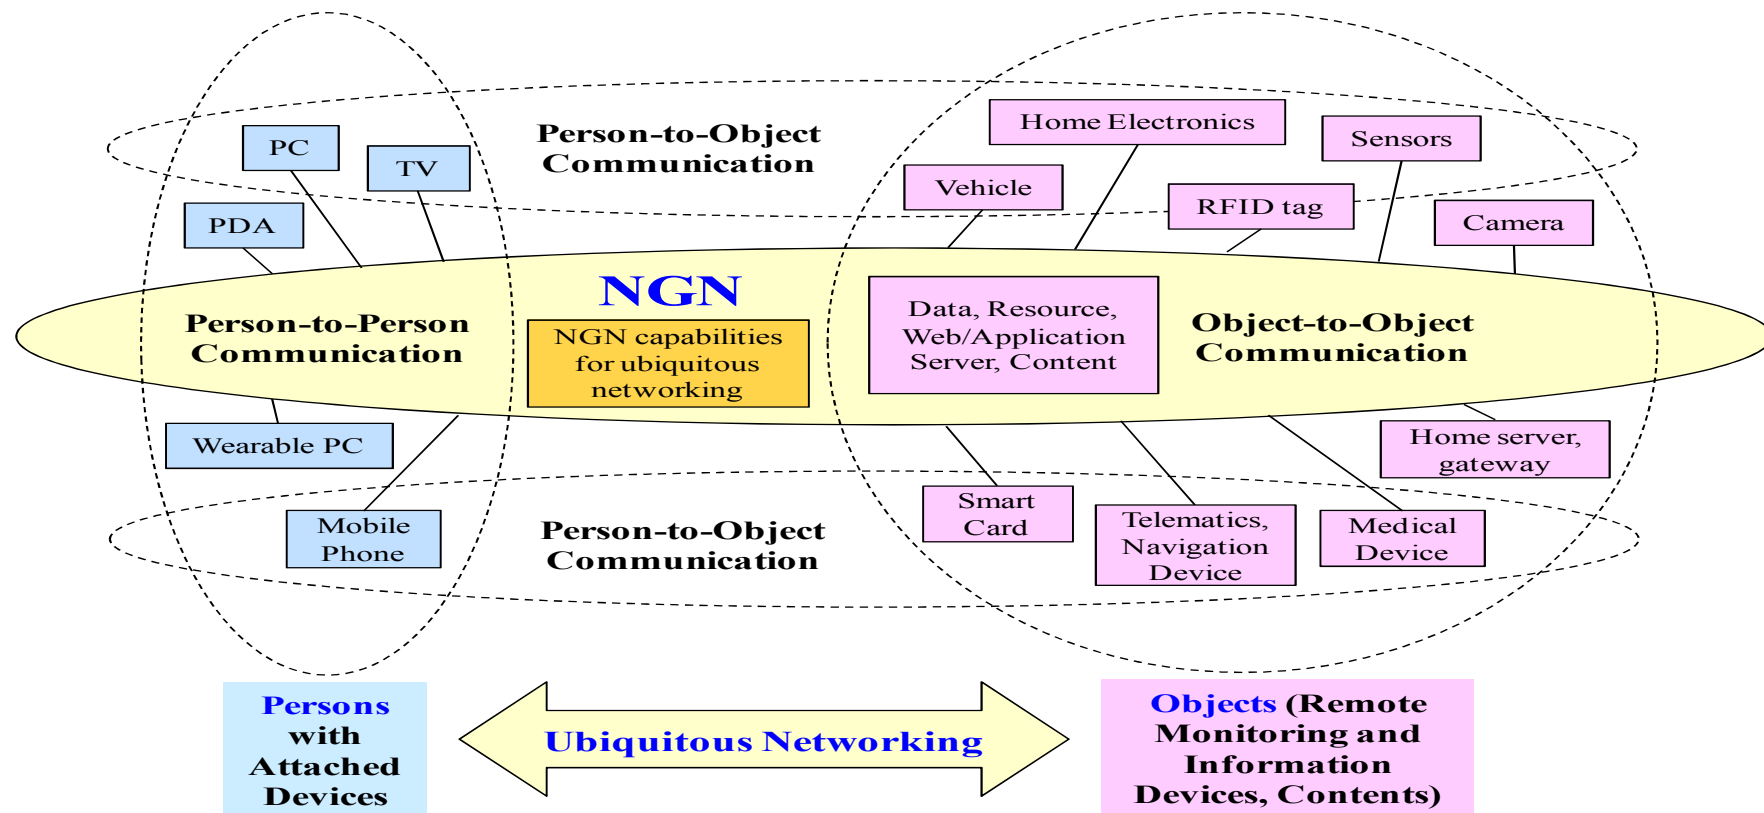 Person-to-Object
Communication
Home Electronics
Sensors
PC
TV
Vehicle
RFID tag
PDA
Camera
NGN
Person-to-Person
Communication
NGN capabilities
for ubiquitous
networking
Data, Resource,
Web/Application
Server, Content
Object-to-Object
Communication
Wearable PC
Home server,
gateway
Mobile
Phone
Person-to-Object
Communication
Smart
Card
Telematics,
Navigation
Device
Medical
Device
Persons
with
Attached
Devices
Ubiquitous Networking
Objects (Remote
Monitoring and
Information
Devices, Contents)